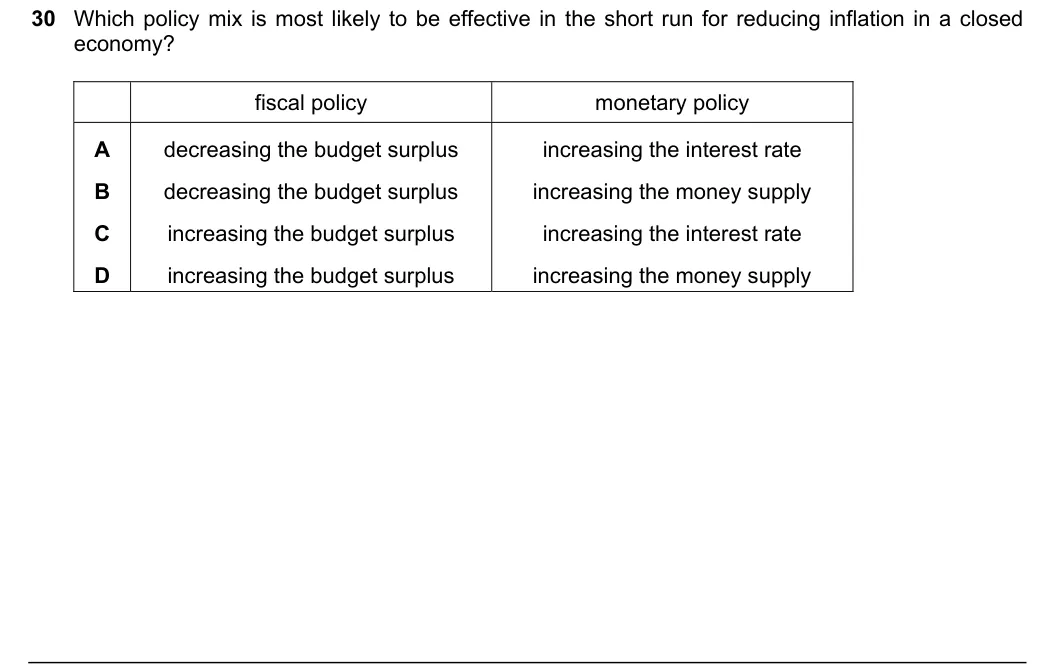 30 Which policy mix is most likely to be effective in the short run for reducing inflation in a closed
economy?
fiscal policy monetary policy
A decreasing the budget surplus increasing the interest rate
B decreasing the budget surplus increasing the money supply
C increasing the budget surplus increasing the interest rate
D increasing the budget surplus increasing the money supply